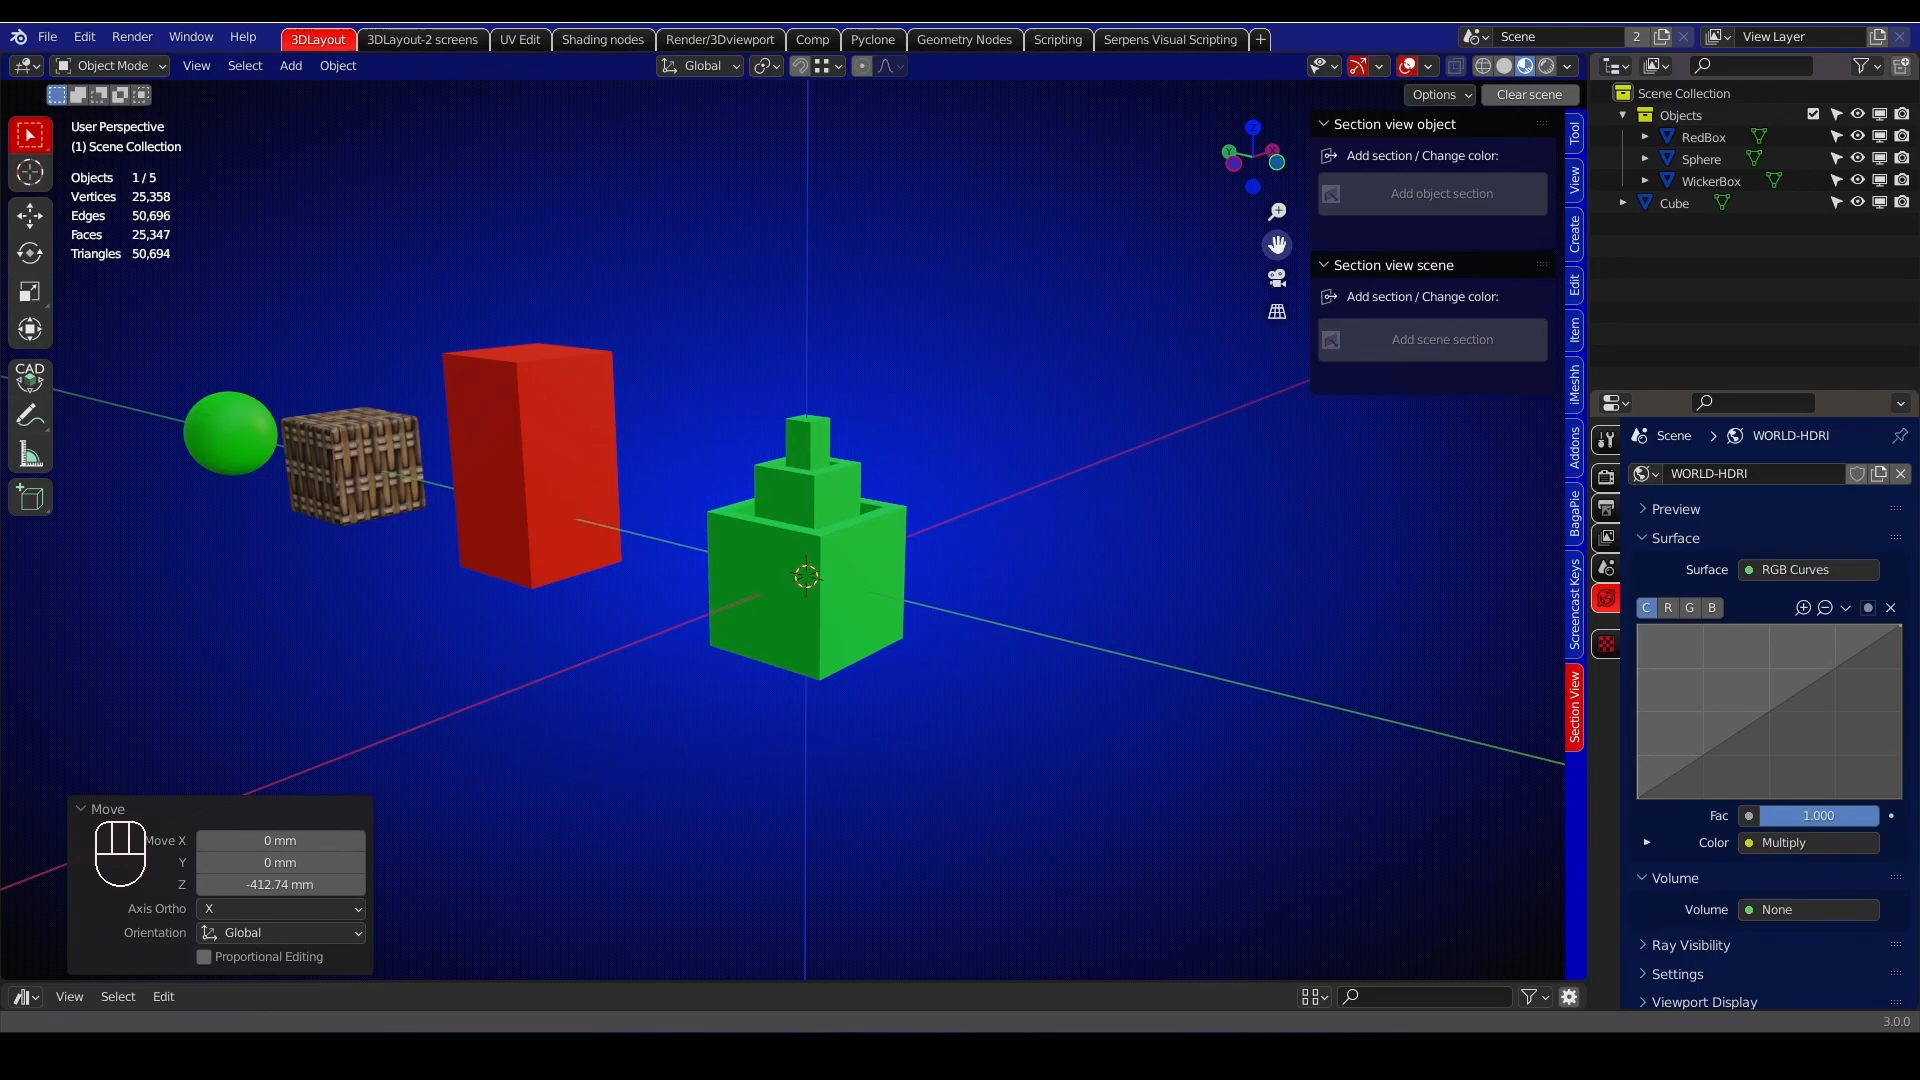 File Edit Render Window Help 3DLayout 3DLayout-2 screens UV Edit Shading nodes Render/3Dviewport Comp Pyclone Geometry Nodes Scripting Serpens Visual Scripting + Scene 2 View Layer
Object Mode View Select Add Object Global
Options Clear scene
User Perspective
(1) Scene Collection
Objects 1 / 5
Vertices 25,358
Edges 50,696
Faces 25,347
Triangles 50,694
CAD
Z
Y
X
Section view object
Add section / Change color:
Add object section
Section view scene
Add section / Change color:
Add scene section
Tool
View
Create
Edit
Item
iMeshh
Addons
BagaPie
Screencast Keys
Section View
Scene Collection
Objects
RedBox
Sphere
WickerBox
Cube
Scene > WORLD-HDRI
WORLD-HDRI
Preview
Surface
Surface RGB Curves
C R G B
Fac 1.000
Color Multiply
Volume
Volume None
Ray Visibility
Settings
Viewport Display
Move
Move X 0 mm
Y 0 mm
Z -412.74 mm
Axis Ortho X
Orientation Global
Proportional Editing
View Select Edit
3.0.0